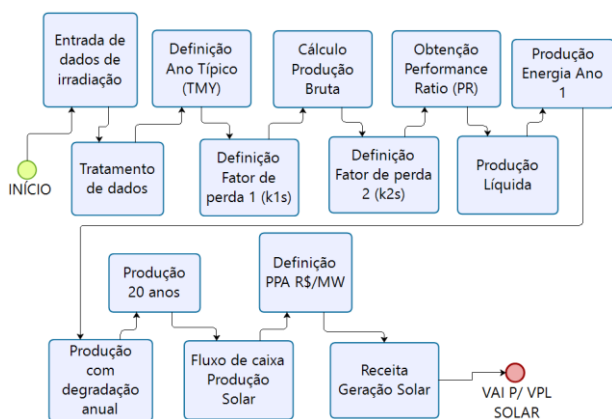 Entrada de
dados de
irradiação
Definição
Ano Típico
(TMY)
Cálculo
Produção
Bruta
Obtenção
Performance
Ratio (PR)
Produção
Energia Ano
1
INÍCIO
Tratamento
de dados
Definição
Fator de
perda 1 (k1s)
Definição
Fator de perda
2 (k2s)
Produção
Líquida
Produção
20 anos
Definição
PPA R$/MW
Produção
com
degradação
anual
Fluxo de caixa
Produção
Solar
Receita
Geração Solar
VAI P/ VPL
SOLAR